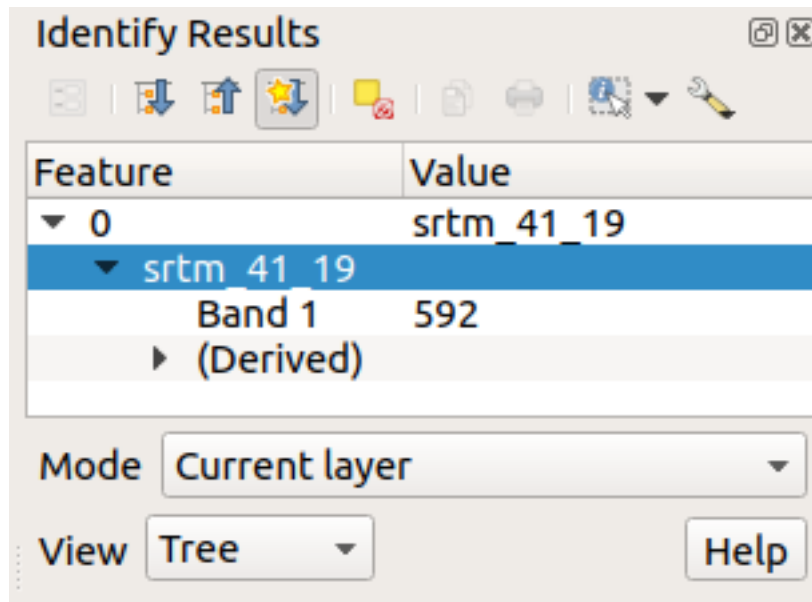 Identify Results
Feature Value
0 srtm_41_19
srtm_41_19
Band 1 592
(Derived)
Mode Current layer
View Tree Help